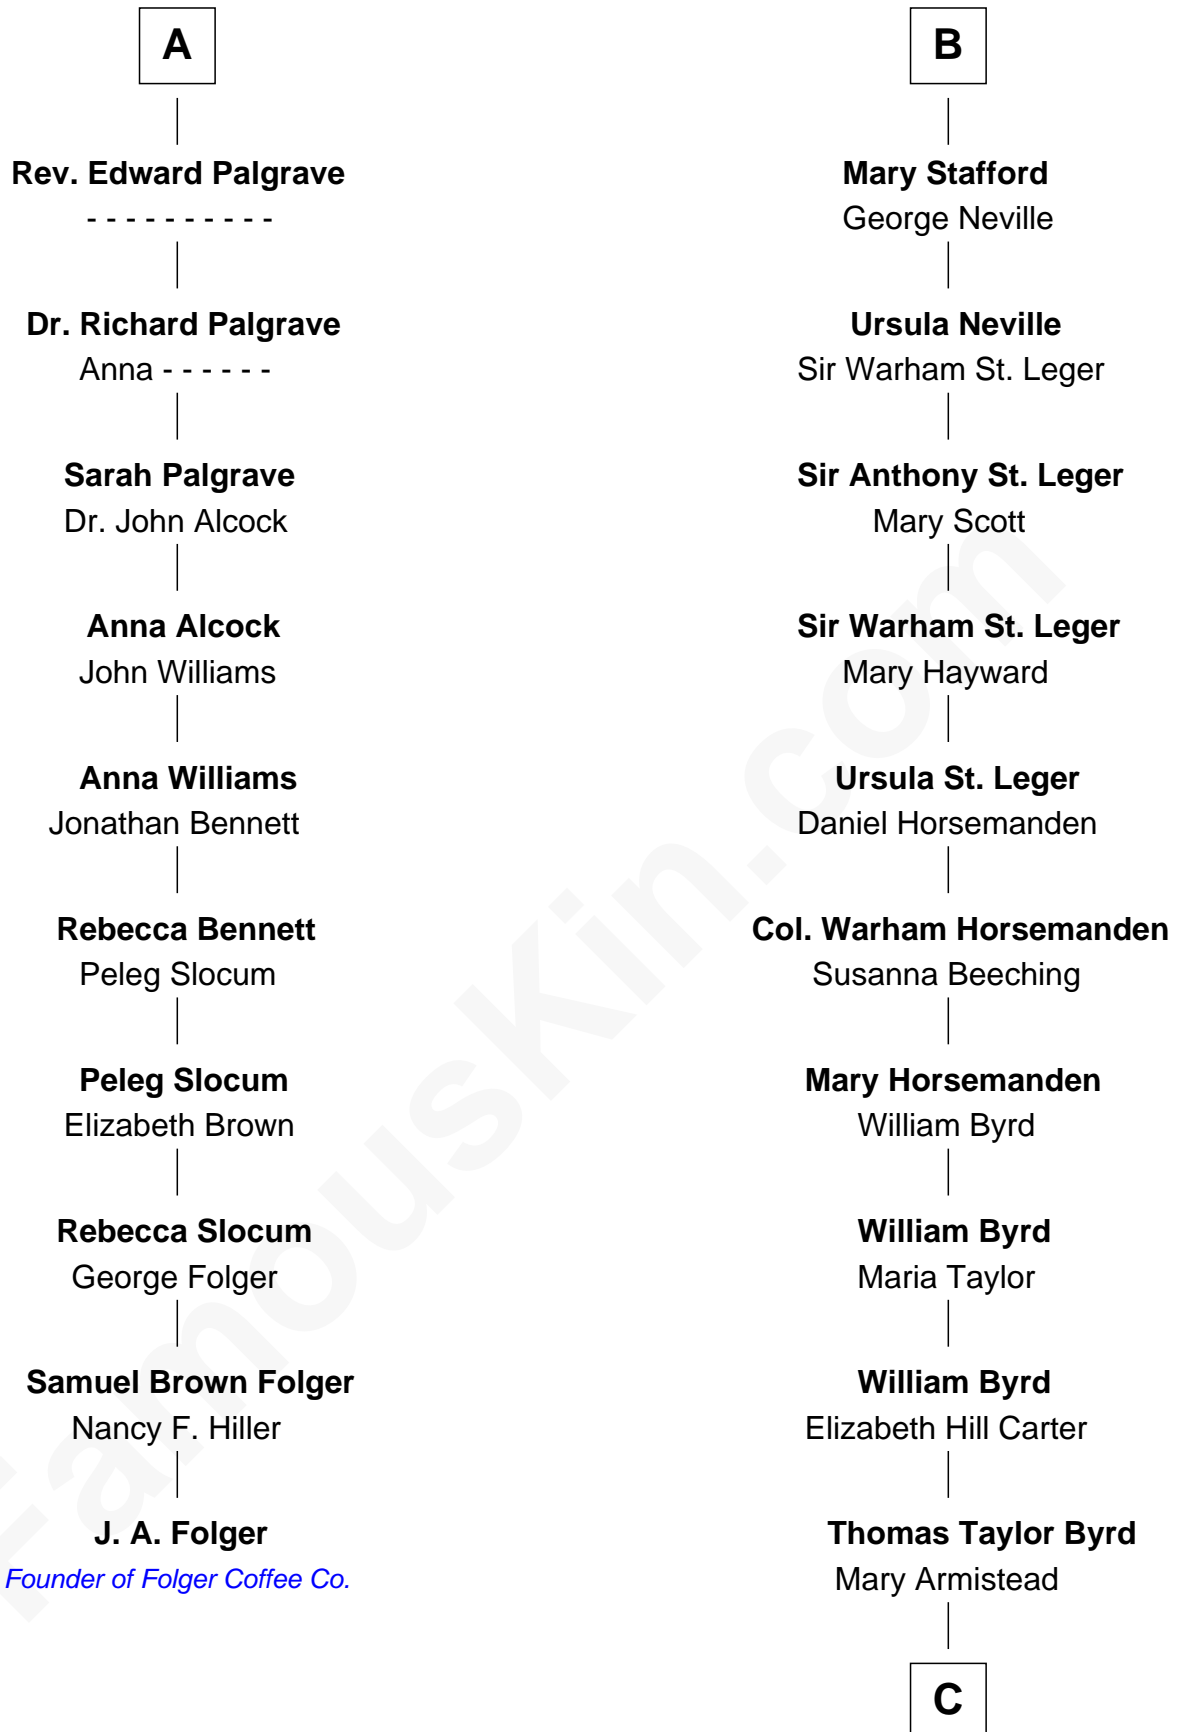 A
Rev. Edward Palgrave
- - - - - - - - - -
Dr. Richard Palgrave
Anna - - - - - -
Sarah Palgrave
Dr. John Alcock
Anna Alcock
John Williams
Anna Williams
Jonathan Bennett
Rebecca Bennett
Peleg Slocum
Peleg Slocum
Elizabeth Brown
Rebecca Slocum
George Folger
Samuel Brown Folger
Nancy F. Hiller
J. A. Folger
Founder of Folger Coffee Co.
B
Mary Stafford
George Neville
Ursula Neville
Sir Warham St. Leger
Sir Anthony St. Leger
Mary Scott
Sir Warham St. Leger
Mary Hayward
Ursula St. Leger
Daniel Horsemanden
Col. Warham Horsemanden
Susanna Beeching
Mary Horsemanden
William Byrd
William Byrd
Maria Taylor
William Byrd
Elizabeth Hill Carter
Thomas Taylor Byrd
Mary Armistead
C
FamousKin.com